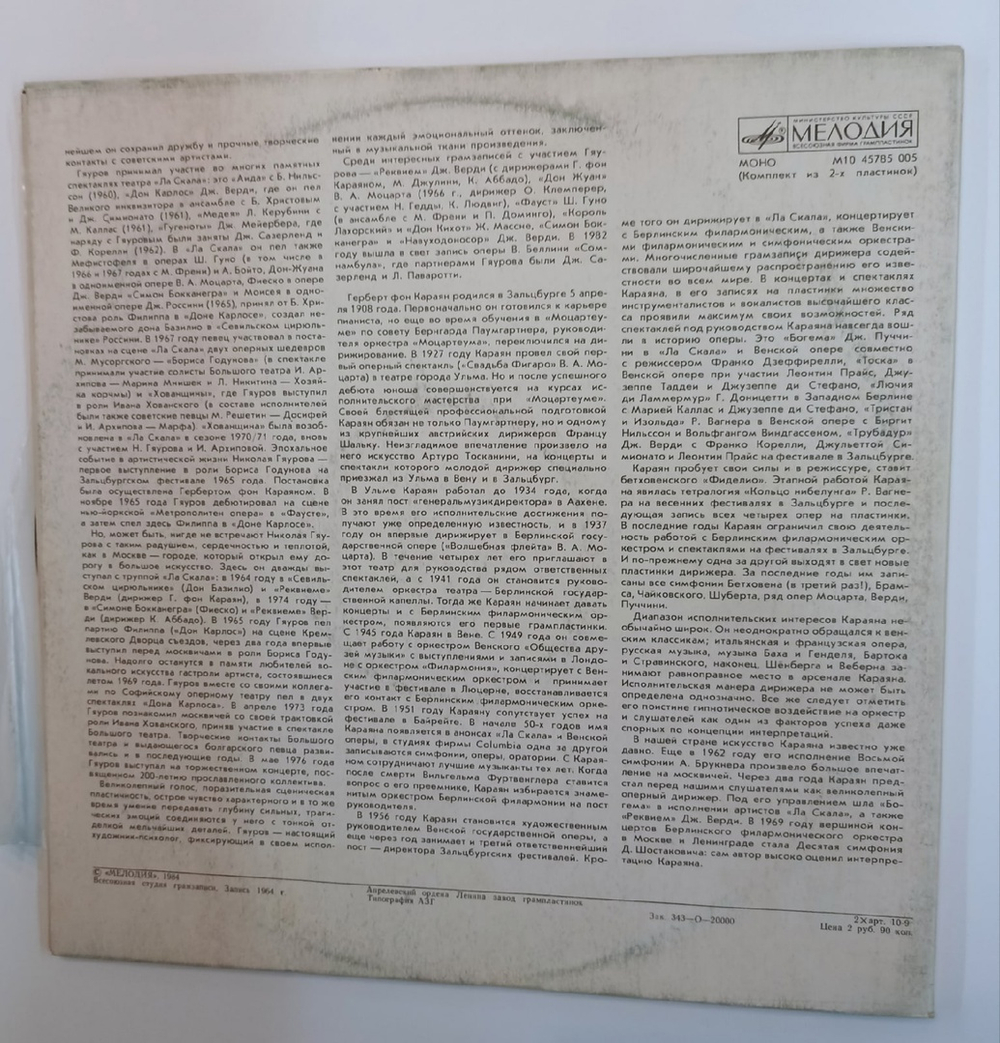 нейшем он сохранил дружбу и прочные творческие
контакты с советскими артистами.
Гяуров принимал участие во многих памятных
спектаклях театра «Ла Скала»: это «Аида» с Б. Нильс-
сон (1960), «Дон Карлос» Дж. Верди, где он пел
Великого инквизитора в ансамбле с Б. Христовым
и Дж. Симионато (1961), «Медея» Л. Керубини с
М. Каллас (1961), «Гугеноты» Дж. Мейербера, где
наряду с Гяуровым были заняты Дж. Сазерленд и
Ф. Корелли (1962). В «Ла Скала» он пел также
Мефистофеля в операх Ш. Гуно (в том числе в
1966 и 1967 годах с М. Френи) и А. Бойто, Дон-Жуана
в одноименной опере В. А. Моцарта, Фиеско в опере
Дж. Верди «Симон Бокканегра» и Моисея в одно-
именной опере Дж. Россини (1965), принял от Б. Хри-
стова роль Филиппа в «Доне Карлосе», создал не-
забываемого дона Базилио в «Севильском цирюль-
нике» Россини. В 1967 году певец участвовал в поста-
новках на сцене «Ла Скала» двух оперных шедевров
М. Мусоргского — «Бориса Годунова» (в спектакле
принимали участие солисты Большого театра И. Ар-
хипова — Марина Мнишек и Л. Никитина — Хозяй-
ка корчмы) и «Хованщины», где Гяуров выступил
в роли Ивана Хованского (в составе исполнителей
были также советские певцы М. Решетин — Досифей
и И. Архипова — Марфа). «Хованщина» была возоб-
новлена в «Ла Скала» в сезоне 1970/71 года, вновь
с участием Н. Гяурова и И. Архиповой. Эпохальное
событие в артистической жизни Николая Гяурова —
первое выступление в роли Бориса Годунова на
Зальцбургском фестивале 1965 года. Постановка
была осуществлена Гербертом фон Караяном. В
ноябре 1965 года Гяуров дебютировал на сцене
нью-йоркской «Метрополитен опера» в «Фаусте»,
а затем спел здесь Филиппа в «Доне Карлосе».
Но, может быть, нигде не встречают Николая Гяу-
рова с таким радушием, сердечностью и теплотой,
как в Москве — городе, который открыл ему до-
рогу в большое искусство. Здесь он дважды вы-
ступал с труппой «Ла Скала»: в 1964 году в «Севиль-
ском цирюльнике» (Дон Базилио) и «Реквиеме»
Верди (дирижер Г. фон Караян), в 1974 году —
в «Симоне Бокканегра» (Фиеско) и «Реквиеме» Вер-
ди (дирижер К. Аббадо). В 1965 году Гяуров пел
партию Филиппа («Дон Карлос») на сцене Крем-
левского Дворца съездов, через два года впервые
выступил перед москвичами в роли Бориса Году-
нова. Надолго останутся в памяти любителей во-
кального искусства гастроли артиста, состоявшиеся
летом 1969 года. Гяуров вместе со своими коллега-
ми по Софийскому оперному театру пел в двух
спектаклях «Дона Карлоса». В апреле 1973 года
Гяуров познакомил москвичей со своей трактовкой
роли Ивана Хованского, приняв участие в спектакле
Большого театра. Творческие контакты Большого
театра и выдающегося болгарского певца разви-
вались и в последующие годы. В мае 1976 года
Гяуров выступал на торжественном концерте, пос-
вященном 200-летию прославленного коллектива.
Великолепный голос, поразительная сценическая
пластичность, острое чувство характерного и в то же
время умение передавать глубину сильных, траги-
ческих эмоций соединяются у него с тонкой от-
делкой мельчайших деталей. Гяуров — настоящий
художник-психолог, фиксирующий в своем испол-
нении каждый эмоциональный оттенок, заключен-
ный в музыкальной ткани произведения.
Среди интересных грамзаписей с участием Гяу-
рова — «Реквием» Дж. Верди (с дирижерами Г. фон
Караяном, М. Джулини, К. Аббадо), «Дон Жуан»
В. А. Моцарта (1966 г., дирижер О. Клемперер,
с участием Н. Гедды, К. Людвиг), «Фауст» Ш. Гуно
(в ансамбле с М. Френи и П. Доминго), «Король
Лахорский» и «Дон Кихот» Ж. Массне, «Симон Бок-
канегра» и «Навуходоносор» Дж. Верди. В 1982
году вышла в свет запись оперы В. Беллини «Сом-
намбула», где партнерами Гяурова были Дж. Са-
зерленд и Л. Паваротти.
Герберт фон Караян родился в Зальцбурге 5 апре-
ля 1908 года. Первоначально он готовился к карьере
пианиста, но еще во время обучения в «Моцартеу-
ме» по совету Бернгарда Паумгартнера, руководи-
теля оркестра «Моцартеума», переключился на ди-
рижирование. В 1927 году Караян провел свой пер-
вый оперный спектакль («Свадьба Фигаро» В. А. Мо-
царта) в театре города Ульма. Но и после успешного
дебюта юноша совершенствуется на курсах ис-
полнительского мастерства при «Моцартеуме».
Своей блестящей профессиональной подготовкой
Караян обязан не только Паумгартнеру, но и одному
из крупнейших австрийских дирижеров Францу
Шальку. Неизгладимое впечатление произвело на
него искусство Артуро Тосканини, на концерты и
спектакли которого молодой дирижер специально
приезжал из Ульма в Вену и в Зальцбург.
В Ульме Караян работал до 1934 года, когда
он занял пост «генеральмузикдиректора» в Аахене.
В это время его исполнительские достижения по-
лучают уже определенную известность, и в 1937
году он впервые дирижирует в Берлинской госу-
дарственной опере («Волшебная флейта» В. А. Мо-
царта). В течение четырех лет его приглашают в
этот театр для руководства рядом ответственных
спектаклей, а с 1941 года он становится руково-
дителем оркестра театра — Берлинской государ-
ственной капеллы. Тогда же Караян начинает давать
концерты и с Берлинским филармоническим ор-
кестром, появляются его первые грампластинки.
С 1945 года Караян в Вене. С 1949 года он совме-
щает работу с оркестром Венского «Общества дру-
зей музыки» с выступлениями и записями в Лондо-
не с оркестром «Филармония», концертирует с Вен-
ским филармоническим оркестром и принимает
участие в фестивале в Люцерне, восстанавливается
его контакт с Берлинским филармоническим орке-
стром. В 1951 году Караяну сопутствует успех на
фестивале в Байрейте. В начале 50-х годов имя
Караяна появляется в анонсах «Ла Скала» и Венской
оперы, в студиях фирмы Columbia одна за другой
записываются симфонии, оперы, оратории. С Карая-
ном сотрудничают лучшие музыканты тех лет. Когда
после смерти Вильгельма Фуртвенглера ставится
вопрос о его преемнике, Караян избирается знаме-
нитым оркестром Берлинской филармонии на пост
руководителя.
В 1956 году Караян становится художественным
руководителем Венской государственной оперы, а
еще через год занимает и третий ответственнейший
пост — директора Зальцбургских фестивалей. Кро-
МИНИСТЕРСТВО КУЛЬТУРЫ СССР
МЕЛОДИЯ
ВСЕСОЮЗНАЯ ФИРМА ГРАМПЛАСТИНОК
МОНО М10 45785 005
(Комплект из 2-х пластинок)
ме того он дирижирует в «Ла Скала», концертирует
с Берлинским филармоническим, а также Венски-
ми филармоническим и симфоническим оркестра-
ми. Многочисленные грамзаписи дирижера содей-
ствовали широчайшему распространению его изве-
стности во всем мире. В концертах и спектаклях
Караяна, в его записях на пластинки множество
инструменталистов и вокалистов высочайшего клас-
са проявили максимум своих возможностей. Ряд
спектаклей под руководством Караяна навсегда вош-
ли в историю оперы. Это «Богема» Дж. Пуччи-
ни в «Ла Скала» и Венской опере совместно
с режиссером Франко Дзеффирелли, «Тоска» в
Венской опере при участии Леонтин Прайс, Джу-
зеппе Таддеи и Джузеппе ди Стефано, «Лючия
ди Ламмермур» Г. Доницетти в Западном Берлине
с Марией Каллас и Джузеппе ди Стефано, «Тристан
и Изольда» Р. Вагнера в Венской опере с Биргит
Нильссон и Вольфгангом Виндгассеном, «Трубадур»
Дж. Верди с Франко Корелли, Джульеттой Си-
мионато и Леонтин Прайс на фестивале в Зальцбурге.
Караян пробует свои силы и в режиссуре, ставит
бетховенского «Фиделио». Этапной работой Карая-
на явилась тетралогия «Кольцо нибелунга» Р. Вагне-
ра на весенних фестивалях в Зальцбурге и после-
дующая запись всех четырех опер на пластинки.
В последние годы Караян ограничил свою деятель-
ность работой с Берлинским филармоническим ор-
кестром и спектаклями на фестивалях в Зальцбурге.
И по-прежнему одна за другой выходят в свет новые
пластинки дирижера. За последние годы им запи-
саны все симфонии Бетховена (в третий раз!), Брам-
са, Чайковского, Шуберта, ряд опер Моцарта, Верди,
Пуччини.
Диапазон исполнительских интересов Караяна не-
обычайно широк. Он неоднократно обращался к вен-
ским классикам; итальянская и французская опера,
русская музыка, музыка Баха и Генделя, Бартока
и Стравинского, наконец, Шёнберга и Веберна за-
нимают равноправное место в арсенале Караяна.
Исполнительская манера дирижера не может быть
определена однозначно. Все же следует отметить
его поистине гипнотическое воздействие на оркестр
и слушателей как один из факторов успеха даже
спорных по концепции интерпретаций.
В нашей стране искусство Караяна известно уже
давно. Еще в 1962 году его исполнение Восьмой
симфонии А. Брукнера произвело большое впечат-
ление на москвичей. Через два года Караян пред-
стал перед нашими слушателями как великолепный
оперный дирижер. Под его управлением шла «Бо-
гема» в исполнении артистов «Ла Скала», а также
«Реквием» Дж. Верди. В 1969 году вершиной кон-
цертов Берлинского филармонического оркестра
в Москве и Ленинграде стала Десятая симфония
Д. Шостаковича: сам автор высоко оценил интерпре-
тацию Караяна.
© «МЕЛОДИЯ», 1984
Всесоюзная студия грамзаписи. Запись 1964 г.
Апрелевский ордена Ленина завод грампластинок
Типография АЗГ
Зак. 343—О—20000
2Харт. 10-9
Цена 2 руб. 90 коп.